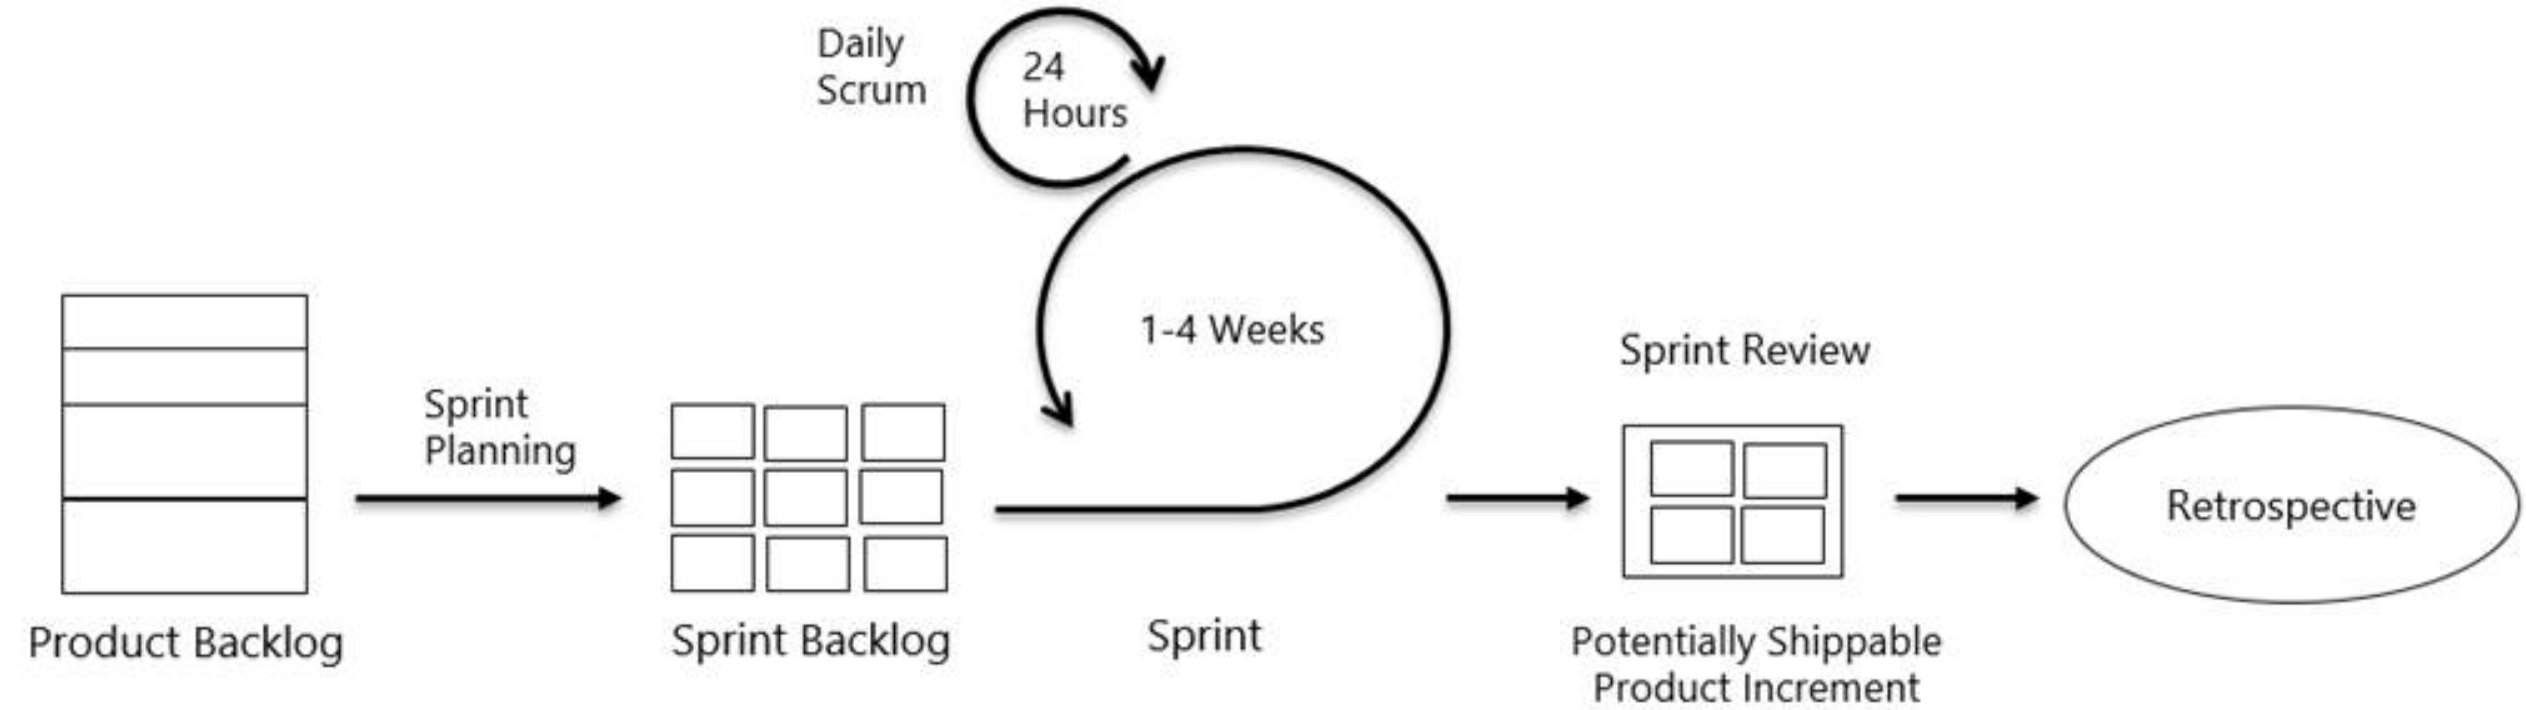 Daily
Scrum
24
Hours
1-4 Weeks
Sprint
Planning
Sprint Review
Retrospective
Product Backlog
Sprint Backlog
Sprint
Potentially Shippable
Product Increment